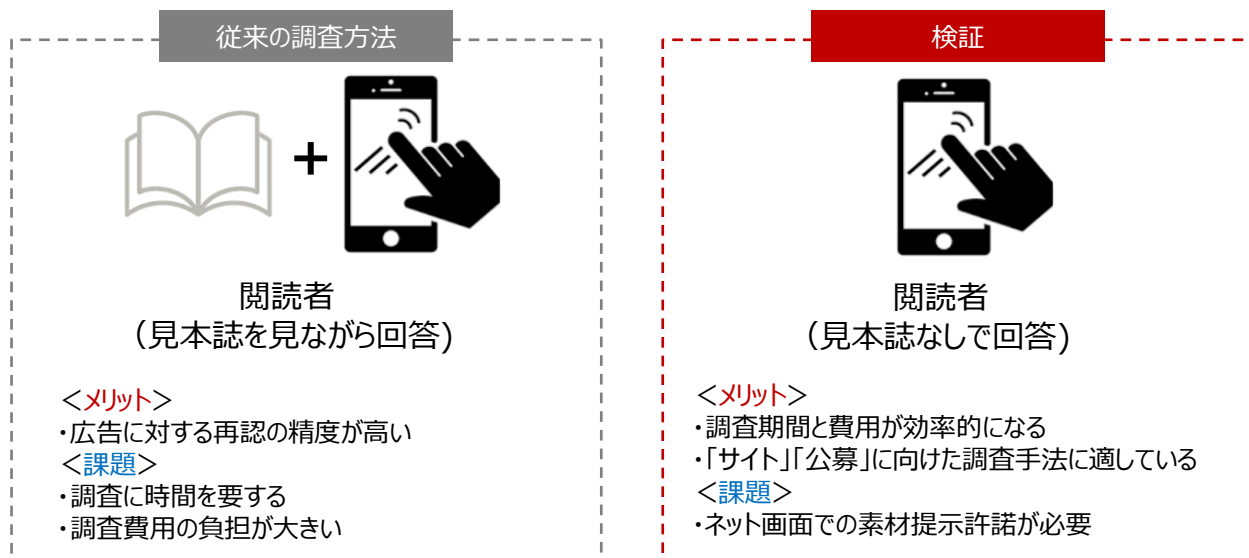 従来の調査方法
+
閲読者
（見本誌を見ながら回答)
＜メリット＞
・広告に対する再認の精度が高い
＜課題＞
・調査に時間を要する
・調査費用の負担が大きい
検証
閲読者
（見本誌なしで回答)
＜メリット＞
・調査期間と費用が効率的になる
・「サイト」「公募」に向けた調査手法に適している
＜課題＞
・ネット画面での素材提示許諾が必要